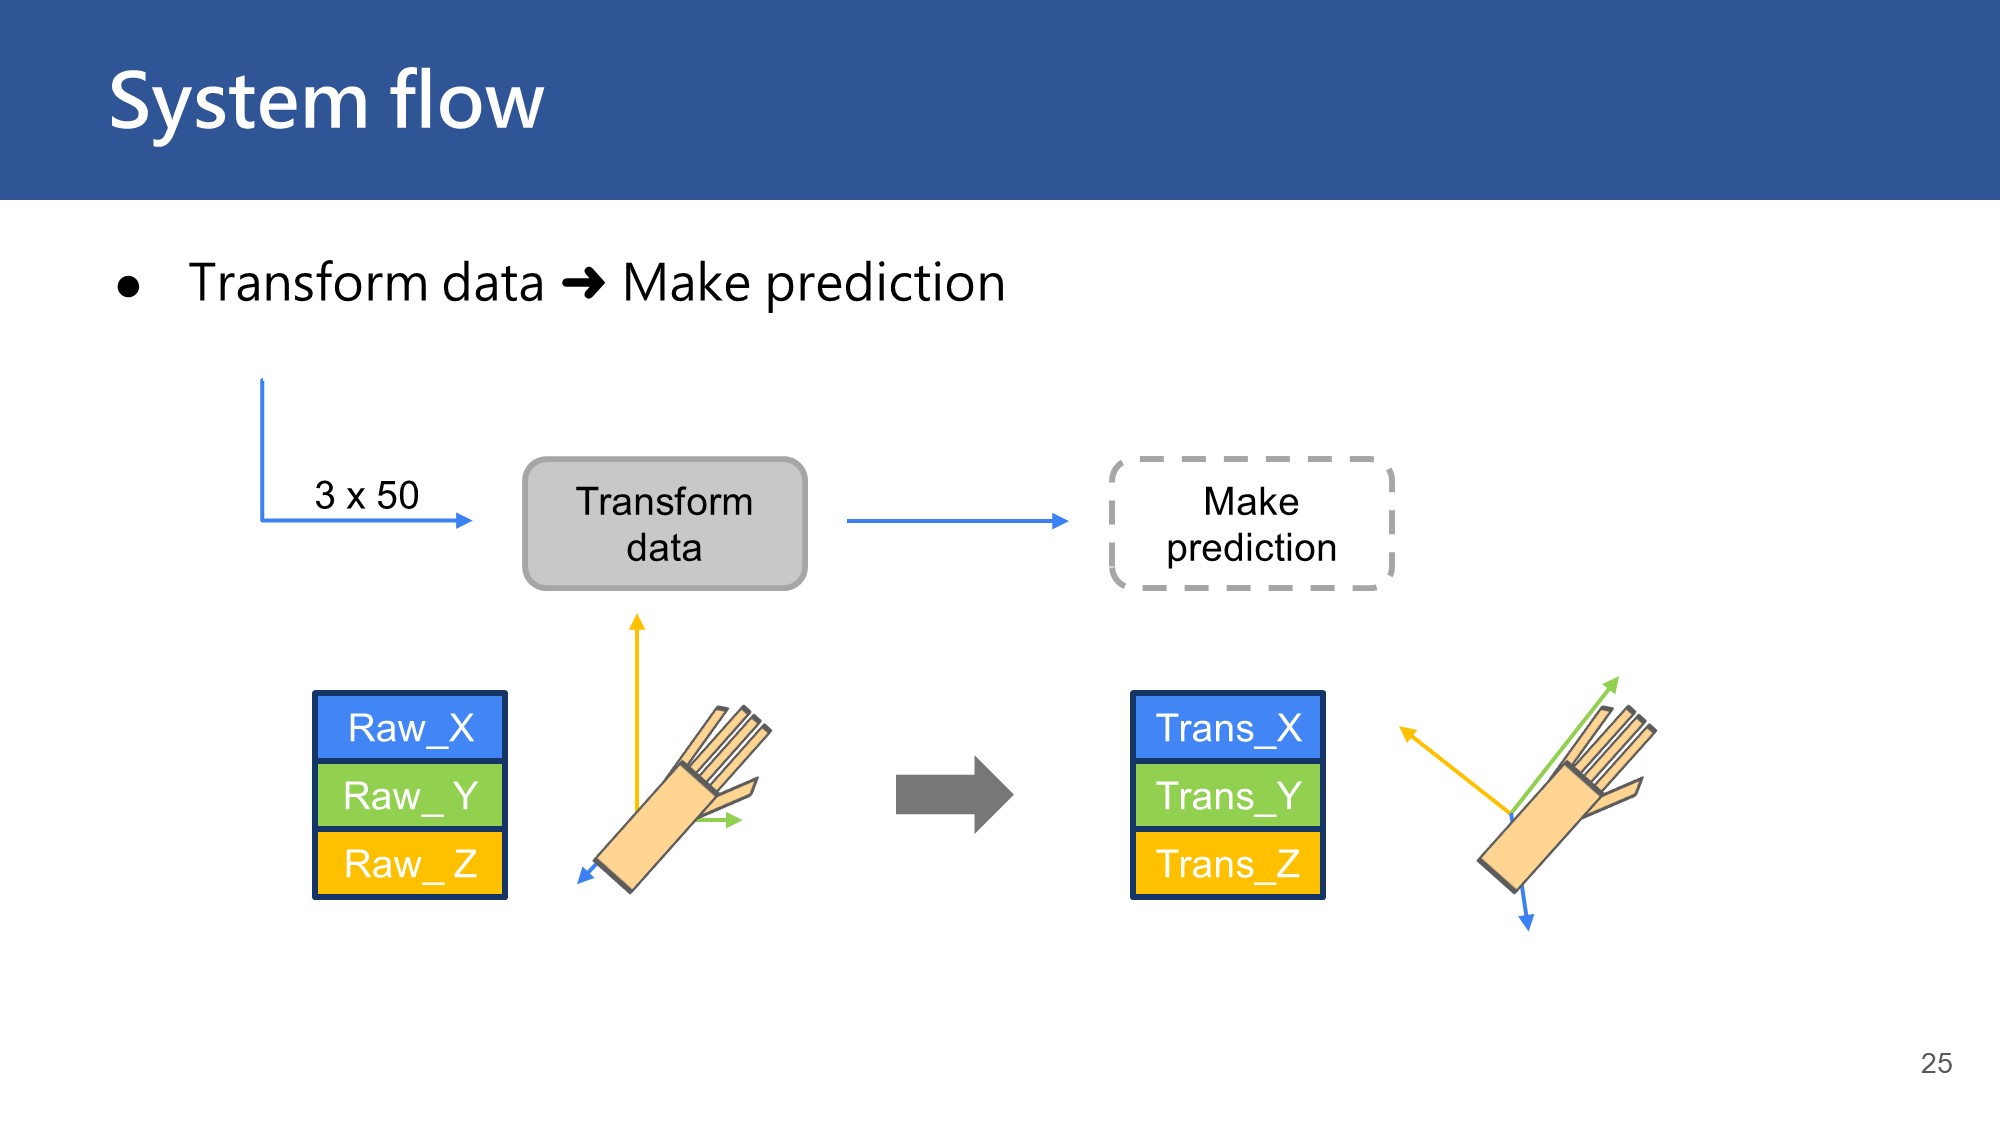 System flow
● Transform data ➜ Make prediction
3 x 50
Transform
data
Make
prediction
Raw_X
Raw_ Y
Raw_ Z
Trans_X
Trans_Y
Trans_Z
25